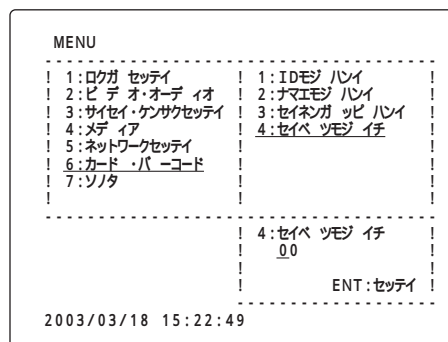 MENU
! 1:ロクガ セッテイ ! 1:IDモジ ハンイ !
! 2:ビ デ オ・オーデ ィオ ! 2:ナマエモジ ハンイ !
! 3:サイセイ・ケンサクセッテイ ! 3:セイネンガ ッピ ハンイ !
! 4:メデ ィア ! 4:セイベ ツモジ イチ !
! 5:ネットワークセッテイ ! !
! 6:カード ・バ ーコード ! !
! 7:ソノタ ! !
! ! !
! 4:セイベ ツモジ イチ !
! 00 !
! !
! ENT:セッテイ !
2003/03/18 15:22:49